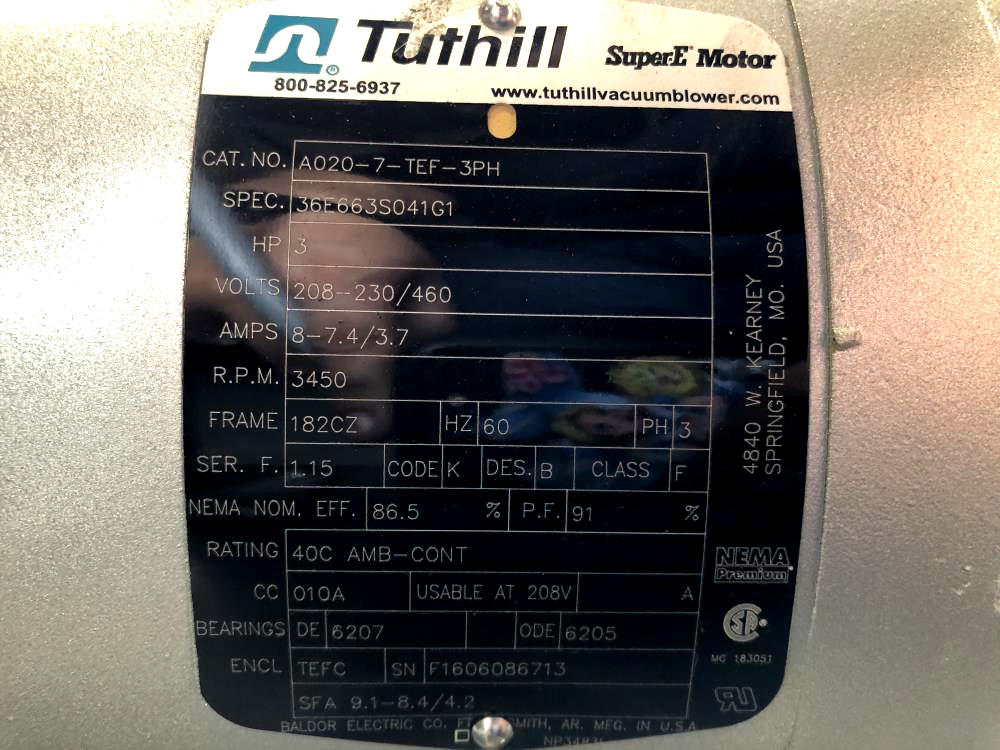 Tuthill SuperE Motor
®
800-825-6937 www.tuthillvacuumblower.com
CAT. NO. A020-7-TEF-3PH
SPEC. 36E663S041G1
HP 3
VOLTS 208-230/460
AMPS 8-7.4/3.7
R.P.M. 3450
FRAME 182CZ HZ 60 PH 3
SER. F. 1.15 CODE K DES. B CLASS F
NEMA NOM. EFF. 86.5 % P.F. 91 %
RATING 40C AMB-CONT
CC 010A USABLE AT 208V A
BEARINGS DE 6207 ODE 6205
ENCL TEFC SN F1606086713
SFA 9.1-8.4/4.2
BALDOR ELECTRIC CO. SMITH, AR. MFG. IN U.S.A.
4840 W. KEARNEY
SPRINGFIELD, MO. USA
NEMA
Premium